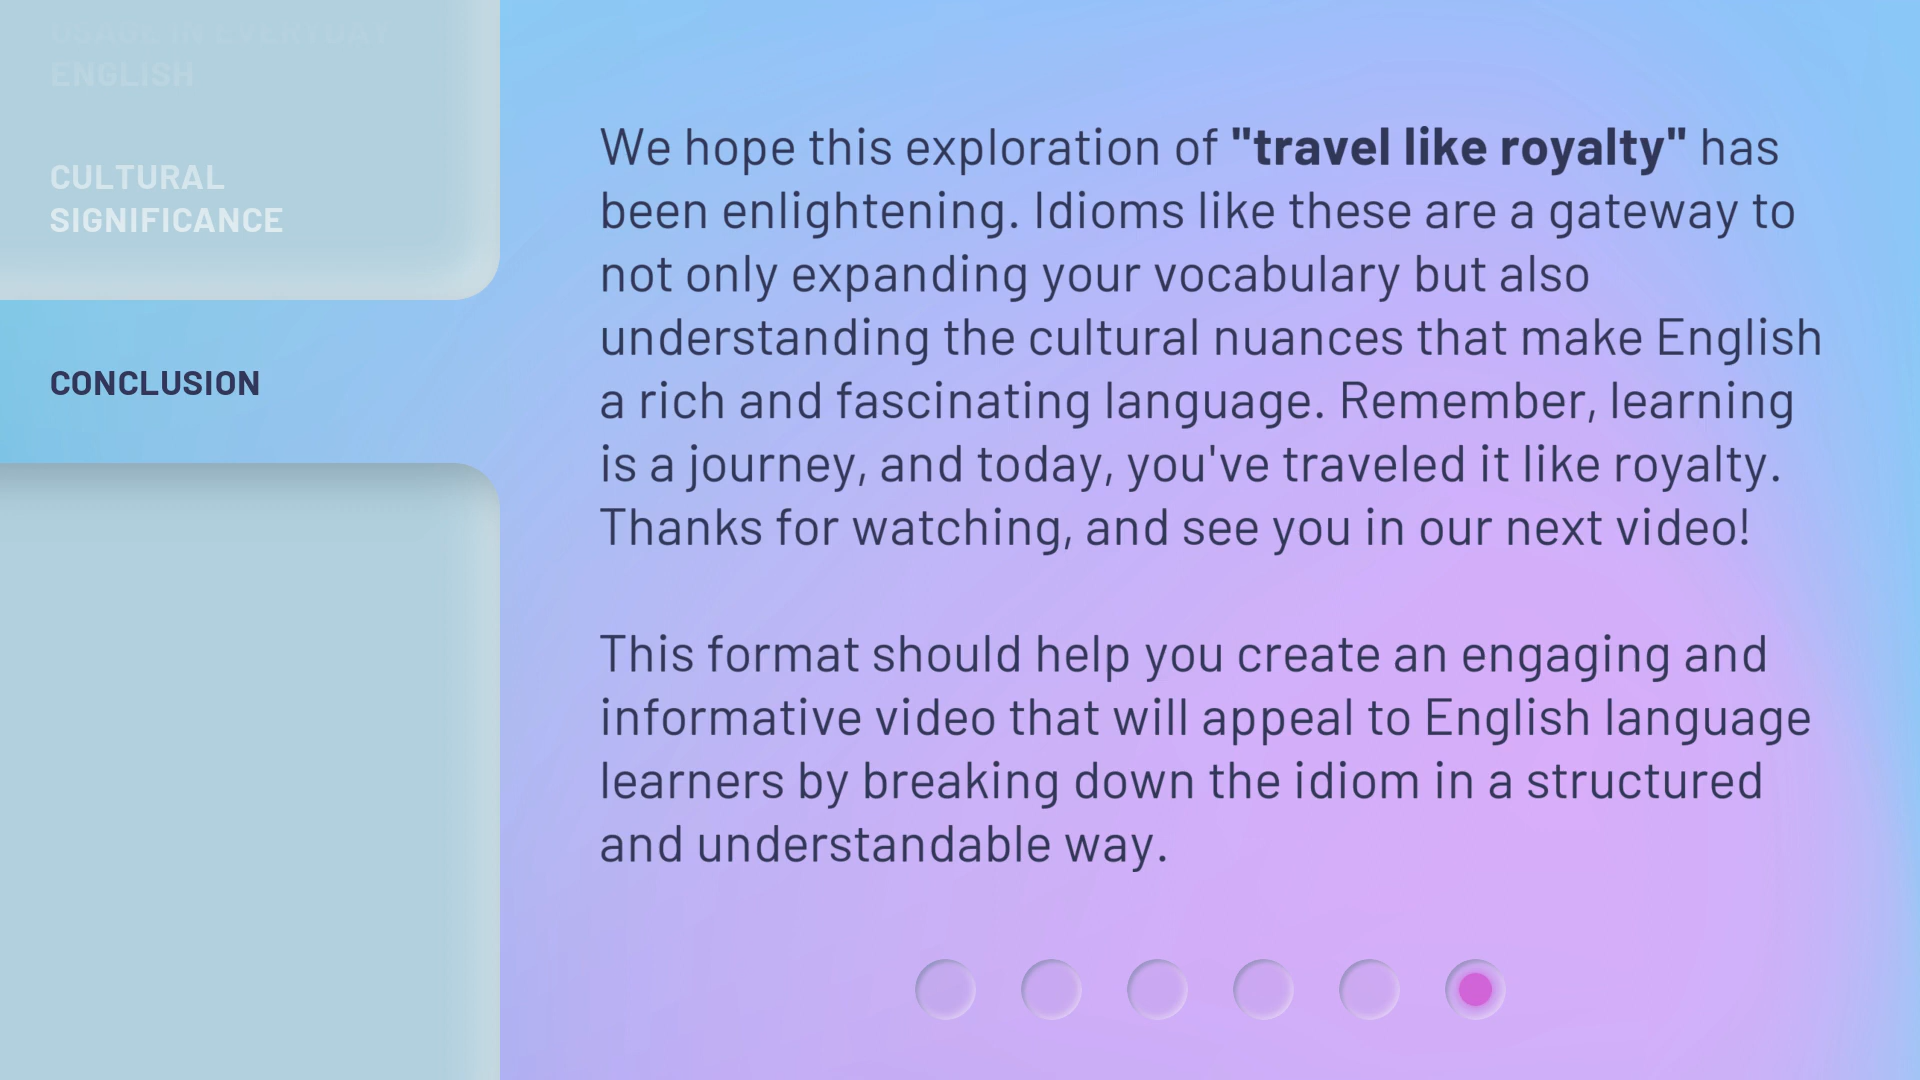 USAGE IN EVERYDAY
ENGLISH
CULTURAL
SIGNIFICANCE
CONCLUSION
We hope this exploration of "travel like royalty" has
been enlightening. Idioms like these are a gateway to
not only expanding your vocabulary but also
understanding the cultural nuances that make English
a rich and fascinating language. Remember, learning
is a journey, and today, you've traveled it like royalty.
Thanks for watching, and see you in our next video!
This format should help you create an engaging and
informative video that will appeal to English language
learners by breaking down the idiom in a structured
and understandable way.